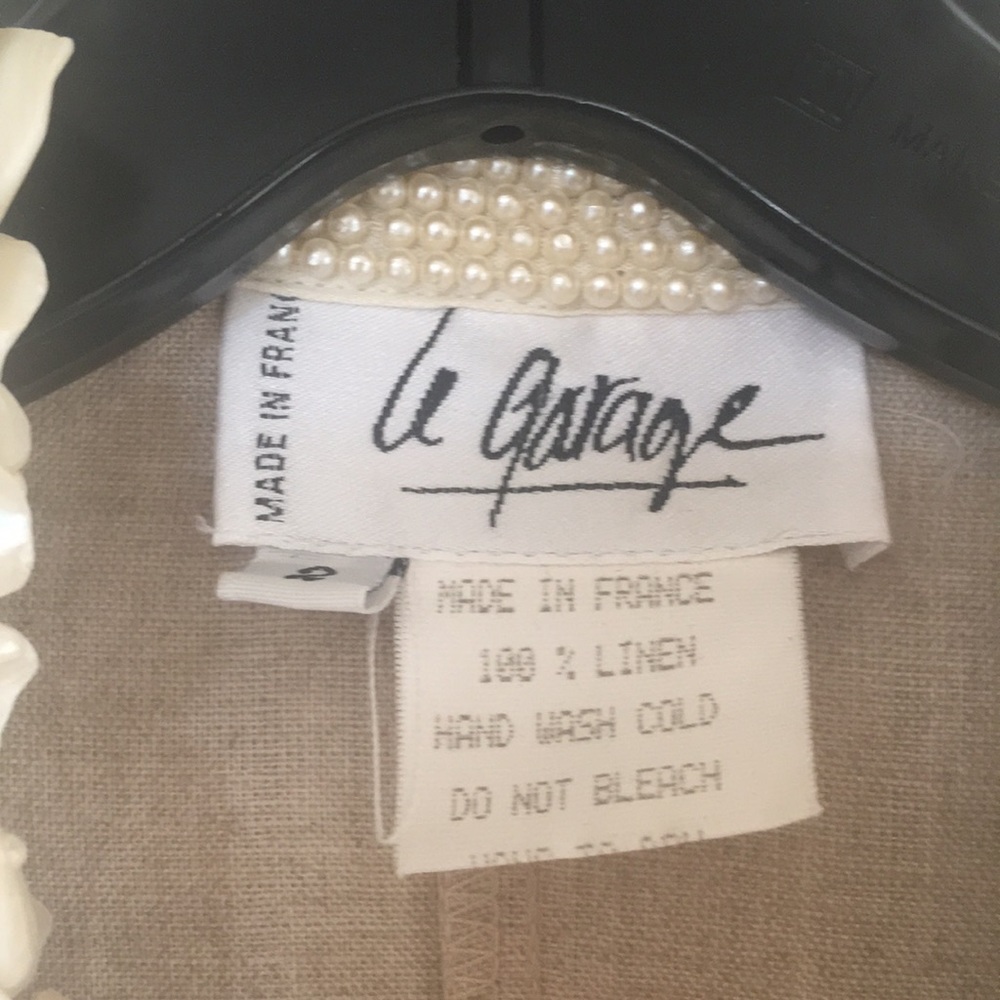 MADE IN FRANC
Le Garage
MADE IN FRANCE
100 % LINEN
HAND WASH COLD
DO NOT BLEACH